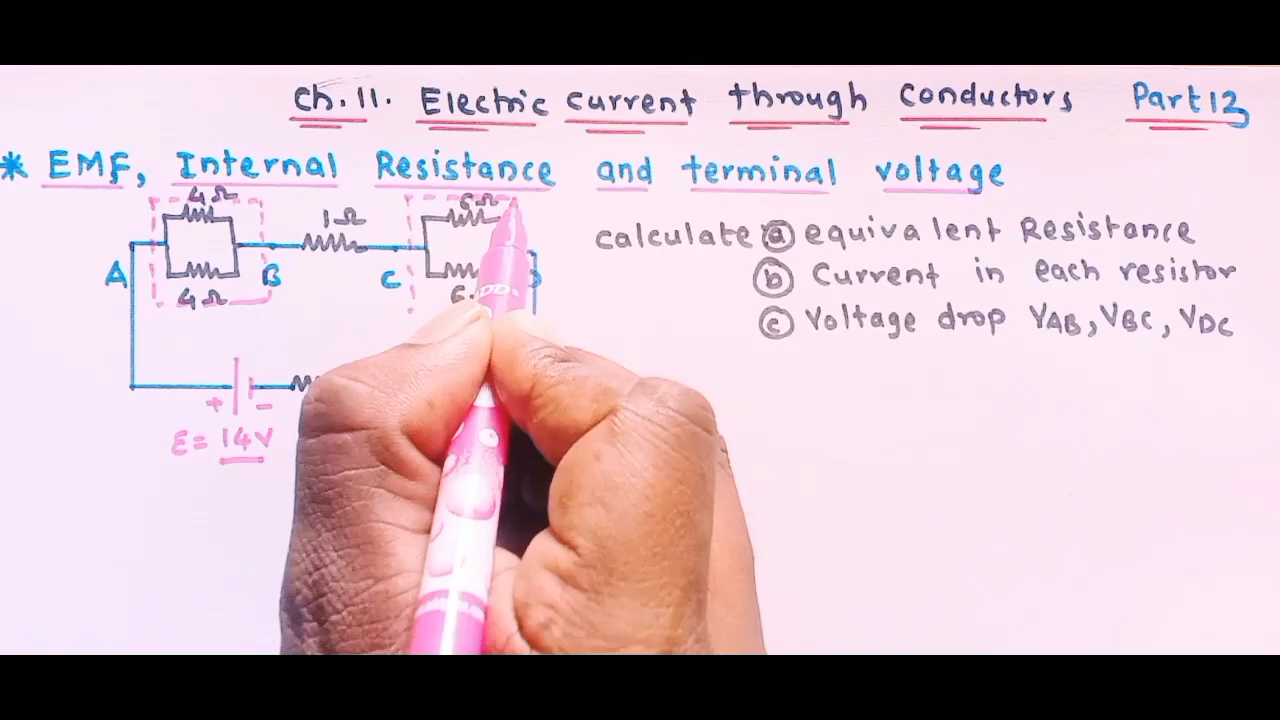 Ch. 11. Electric Current through Conductors Part 12
* EMF, Internal Resistance and terminal voltage
4Ω
1Ω
6Ω
calculate ⓐ equivalent Resistance
A
B
C
4Ω
ⓑ Current in each resistor
ⓒ Voltage drop VAB, VBC, VDC
+ -
ε = 14V